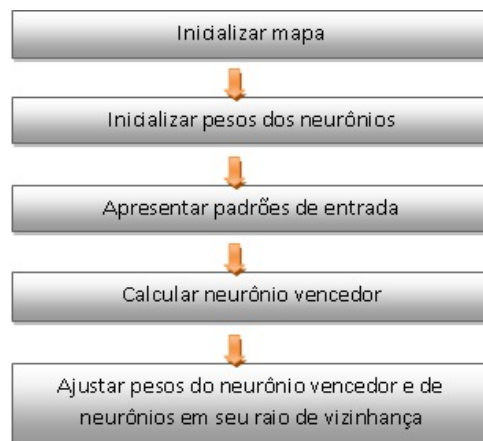 Inicializar mapa
Inicializar pesos dos neurônios
Apresentar padrões de entrada
Calcular neurônio vencedor
Ajustar pesos do neurônio vencedor e de
neurônios em seu raio de vizinhança